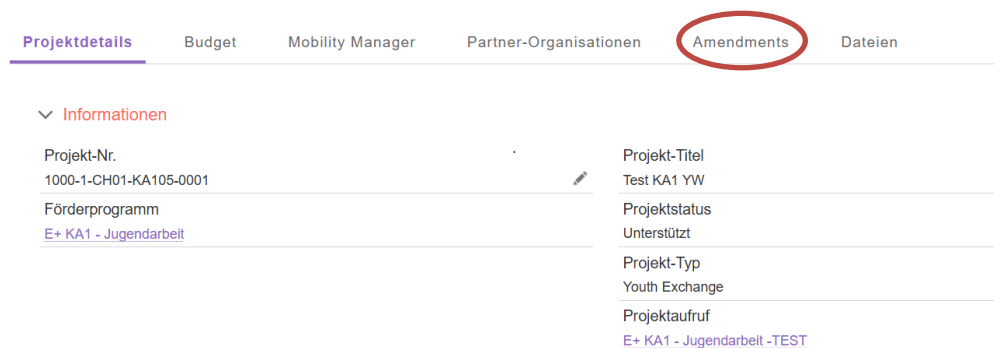 Projektdetails Budget Mobility Manager Partner-Organisationen Amendments Dateien
Informationen
Projekt-Nr.
1000-1-CH01-KA105-0001
Förderprogramm
E+ KA1 - Jugendarbeit
Projekt-Titel
Test KA1 YW
Projektstatus
Unterstützt
Projekt-Typ
Youth Exchange
Projektaufruf
E+ KA1 - Jugendarbeit -TEST